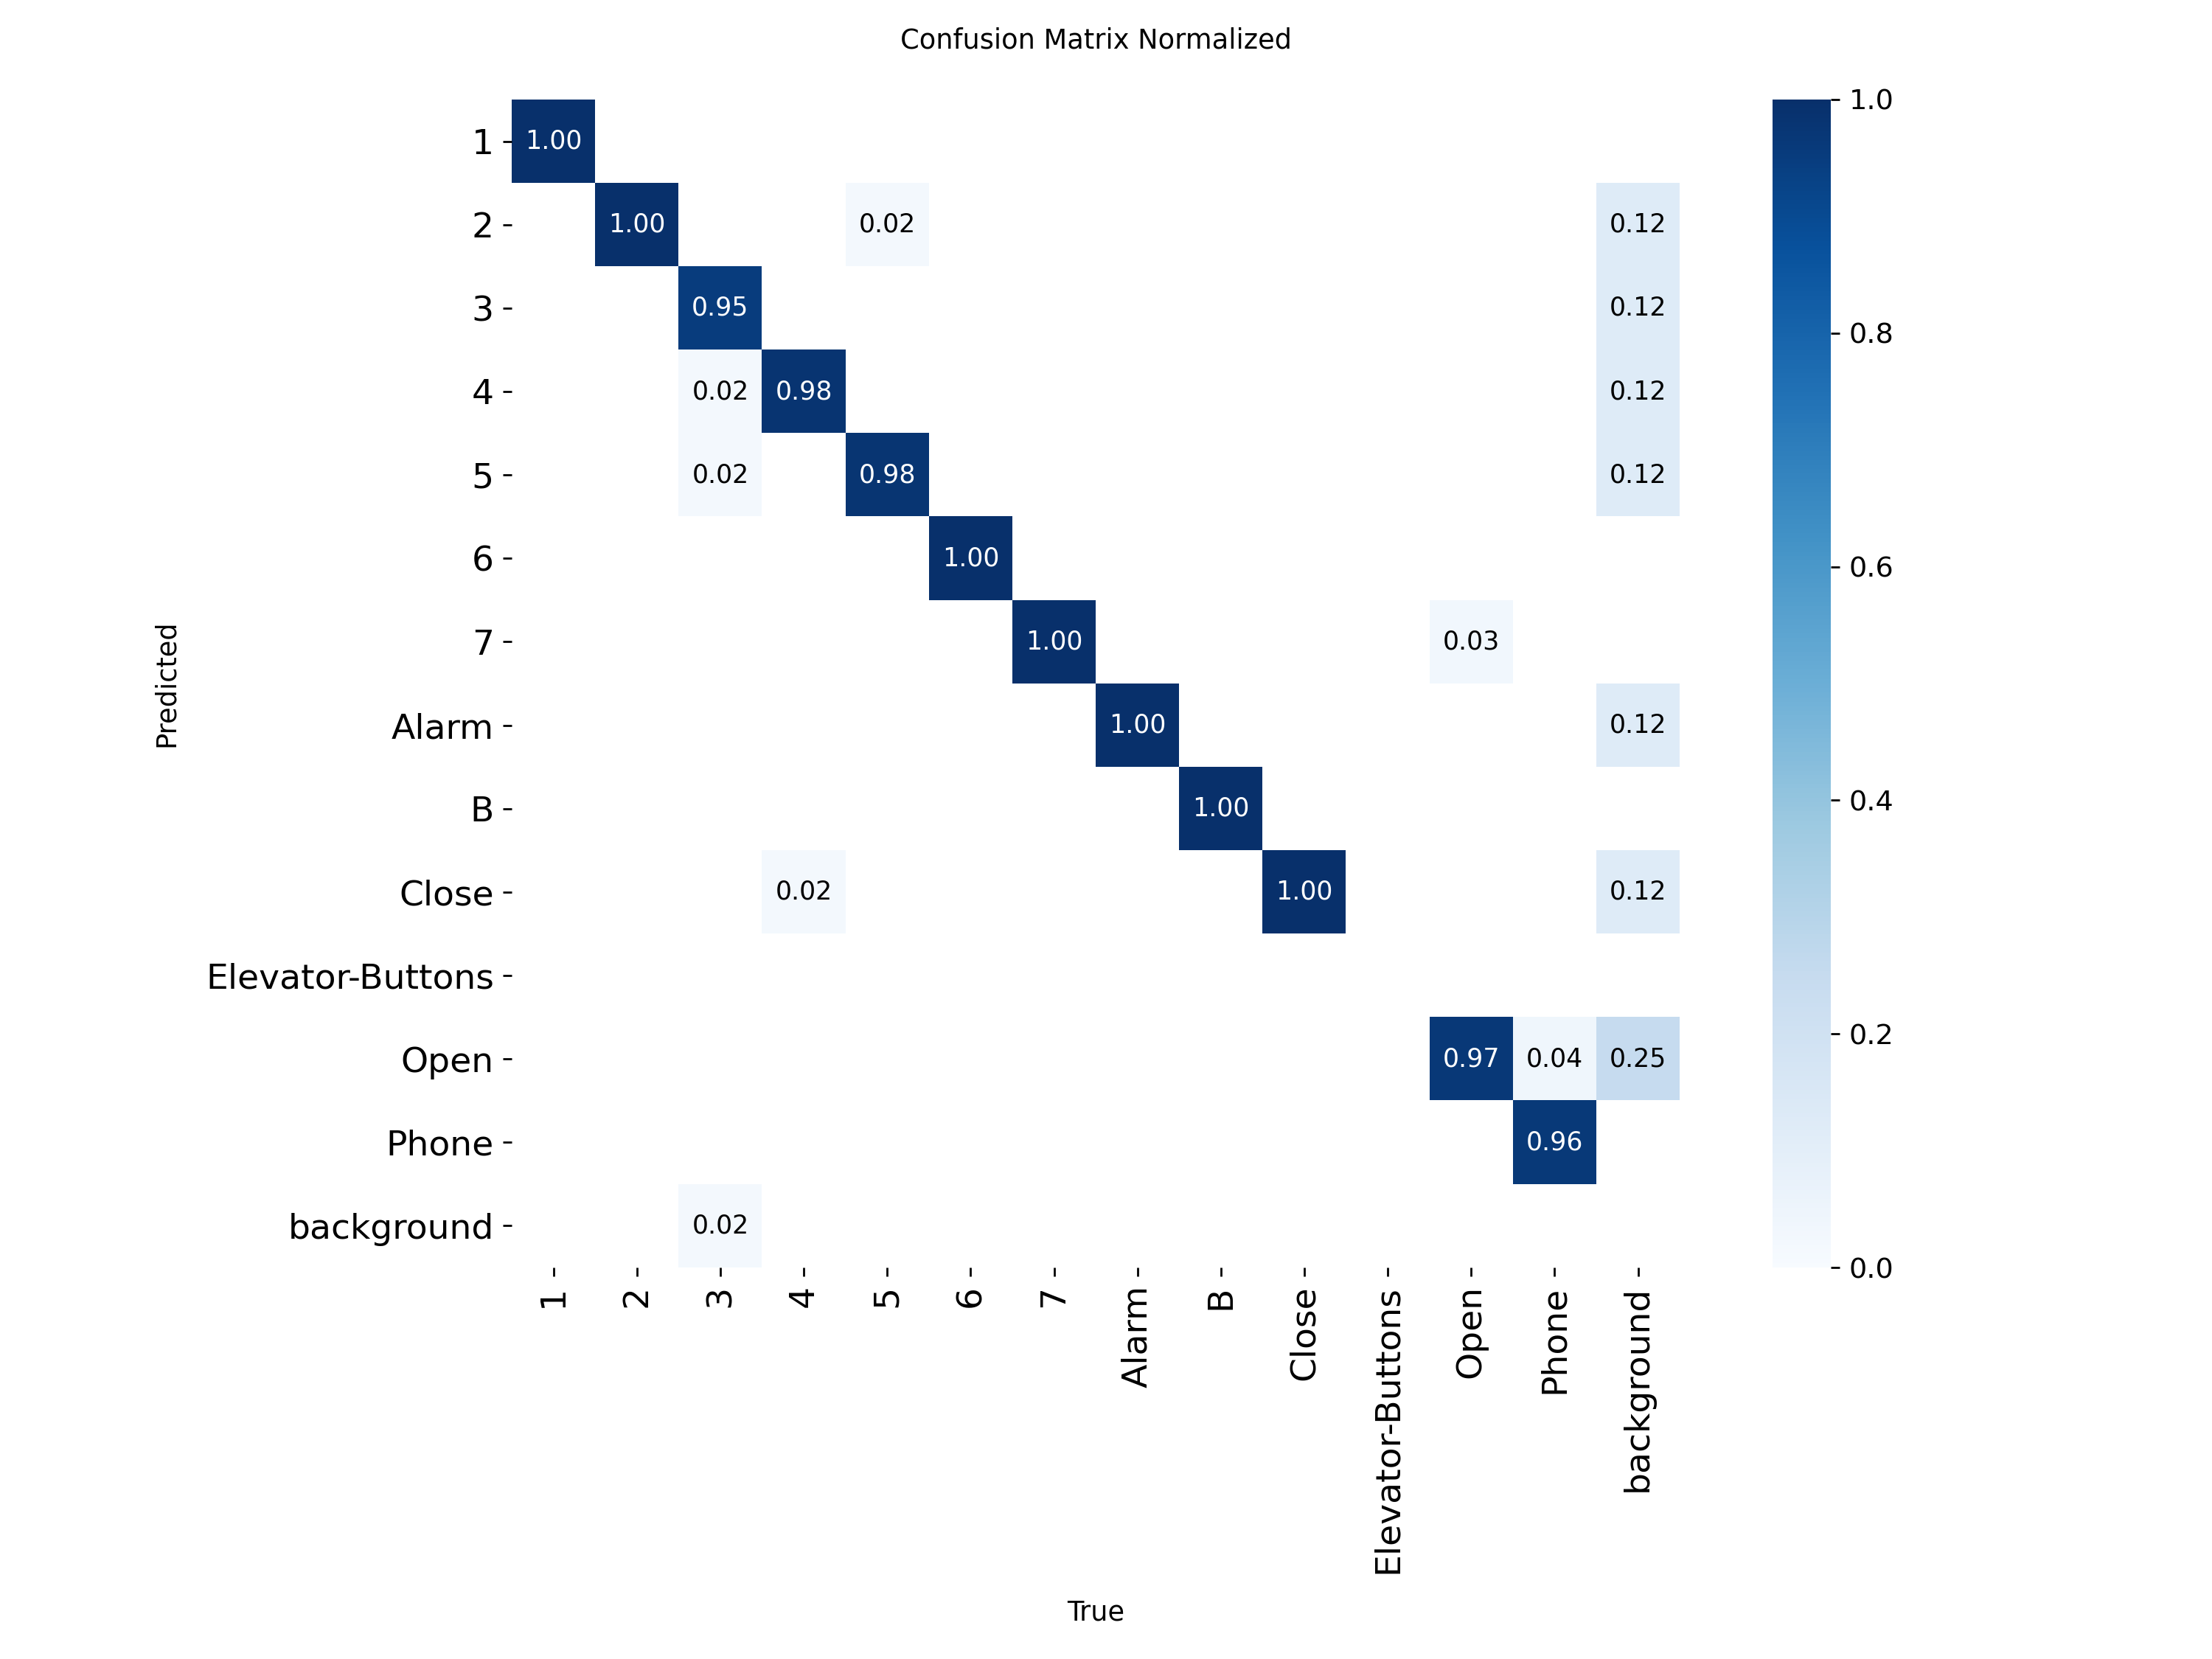 Confusion Matrix Normalized
1 1.00
2 1.00 0.02 0.12
3 0.95 0.12
4 0.02 0.98 0.12
5 0.02 0.98 0.12
6 1.00
7 1.00 0.03
Alarm 1.00 0.12
B 1.00
Close 0.02 1.00 0.12
Elevator-Buttons
Open 0.97 0.04 0.25
Phone 0.96
background 0.02
Predicted
1 2 3 4 5 6 7 Alarm B Close Elevator-Buttons Open Phone background
True
1.0
0.8
0.6
0.4
0.2
0.0